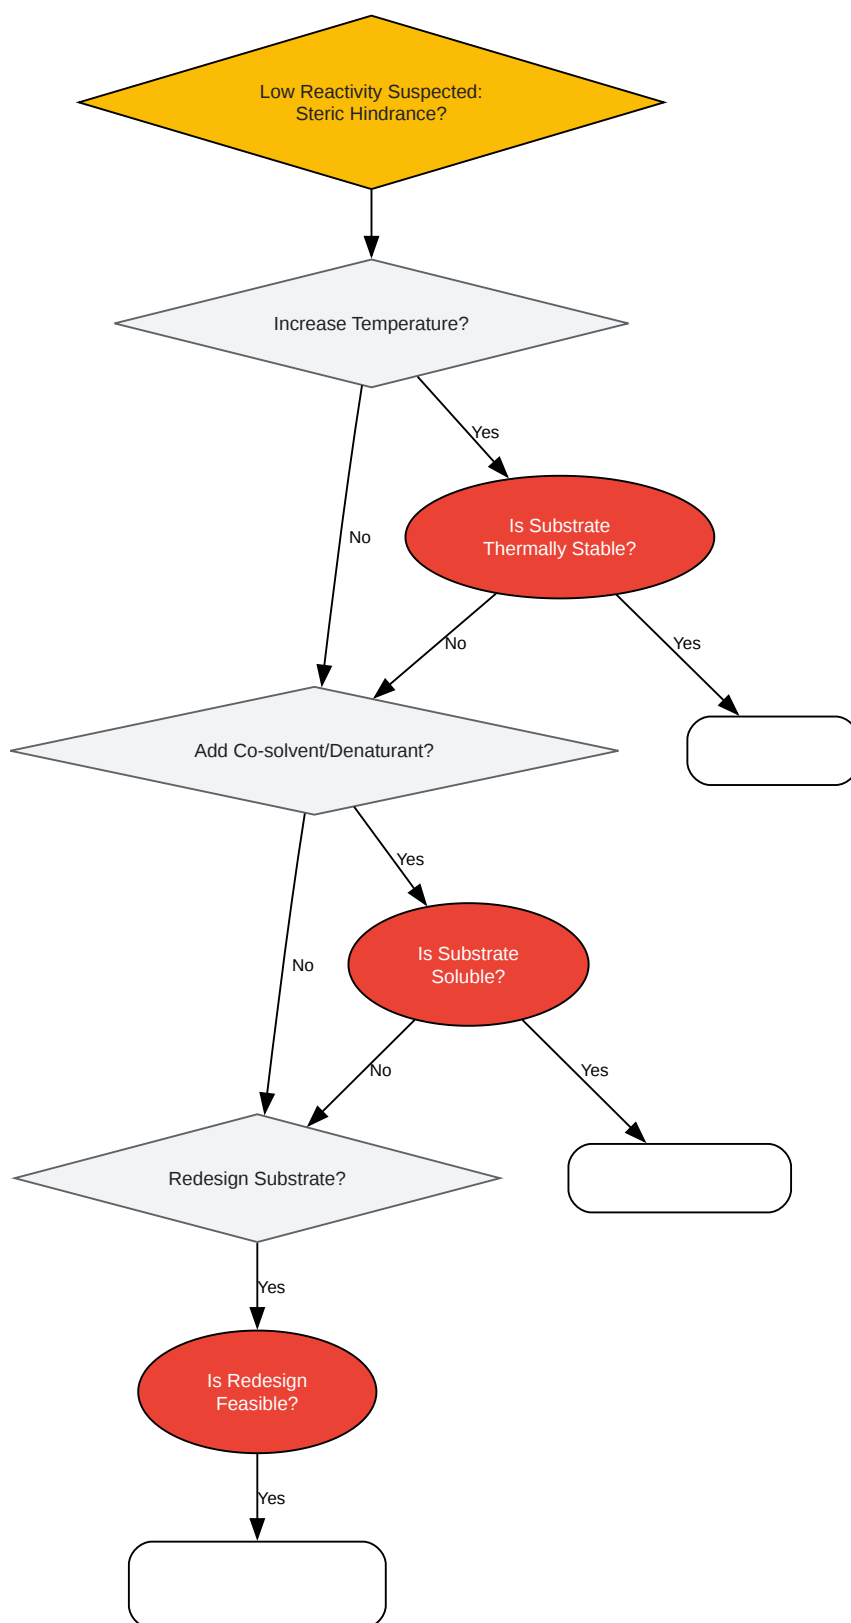 Low Reactivity Suspected:
Steric Hindrance?
Increase Temperature?
Yes
No
Is Substrate
Thermally Stable?
No
Yes
Add Co-solvent/Denaturant?
Yes
No
Is Substrate
Soluble?
No
Yes
Redesign Substrate?
Yes
Is Redesign
Feasible?
Yes